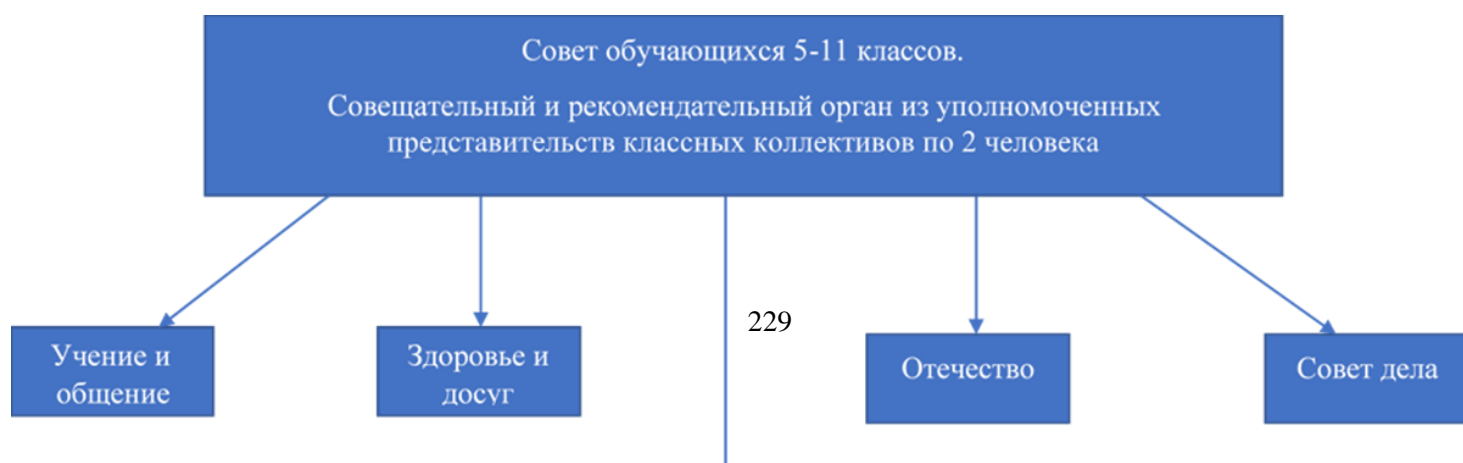 Совет обучающихся 5-11 классов.
Совещательный и рекомендательный орган из уполномоченных
представительств классных коллективов по 2 человека
229
Учение и
общение
Здоровье и
досуг
Отечество
Совет дела